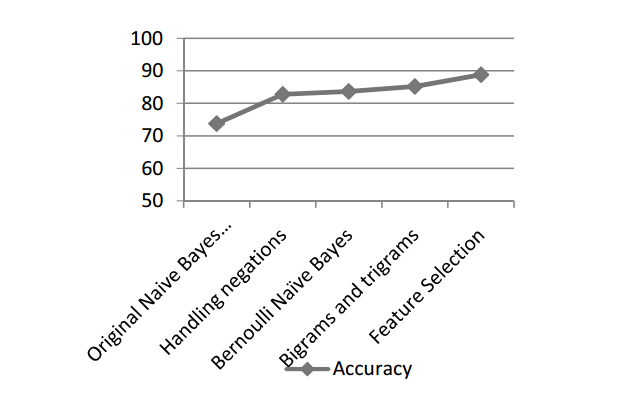 100
90
80
70
60
50
Original Naïve Bayes...
Handling negations
Bernoulli Naïve Bayes
Bigrams and trigrams
Feature Selection
Accuracy